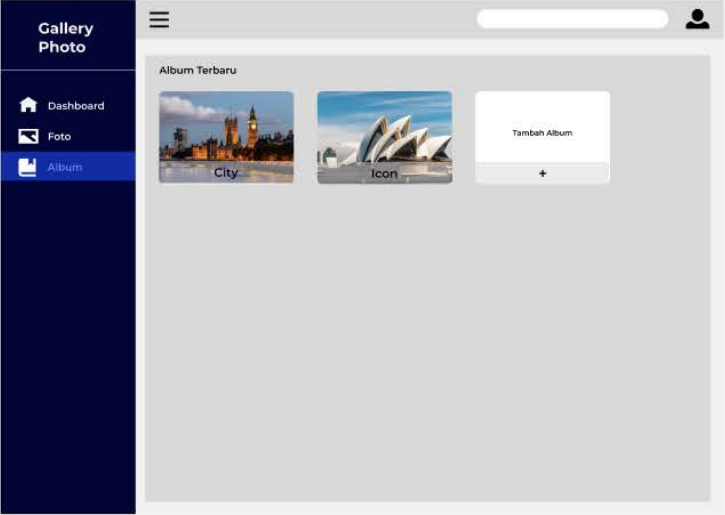 Gallery
Photo
Dashboard
Foto
Album
Album Terbaru
City
Icon
Tambah Album
+